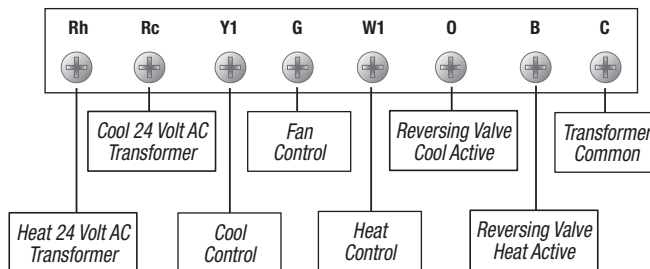 Rh Rc Y1 G W1 O B C
Cool 24 Volt AC
Transformer
Fan
Control
Reversing Valve
Cool Active
Transformer
Common
Heat 24 Volt AC
Transformer
Cool
Control
Heat
Control
Reversing Valve
Heat Active